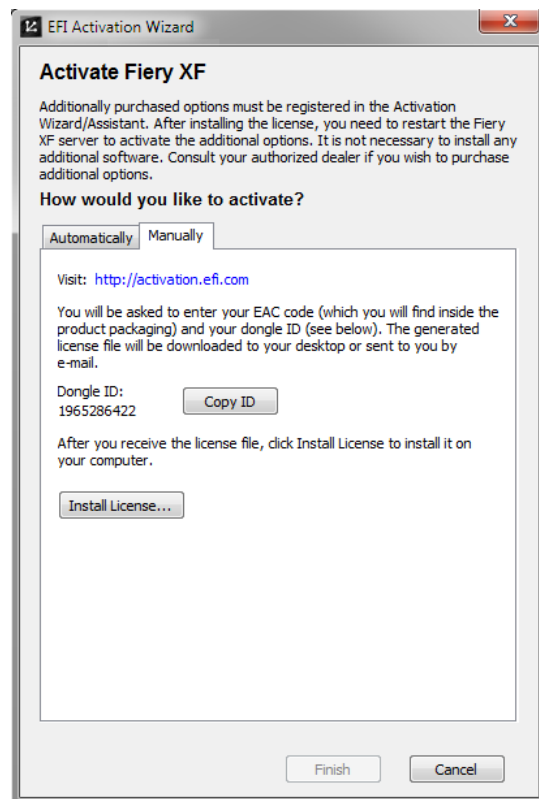 EFI Activation Wizard
Activate Fiery XF
Additionally purchased options must be registered in the Activation
Wizard/Assistant. After installing the license, you need to restart the Fiery
XF server to activate the additional options. It is not necessary to install any
additional software. Consult your authorized dealer if you wish to purchase
additional options.
How would you like to activate?
Automatically Manually
Visit: http://activation.efi.com
You will be asked to enter your EAC code (which you will find inside the
product packaging) and your dongle ID (see below). The generated
license file will be downloaded to your desktop or sent to you by
e-mail.
Dongle ID:
1965286422
Copy ID
After you receive the license file, click Install License to install it on
your computer.
Install License...
Finish Cancel